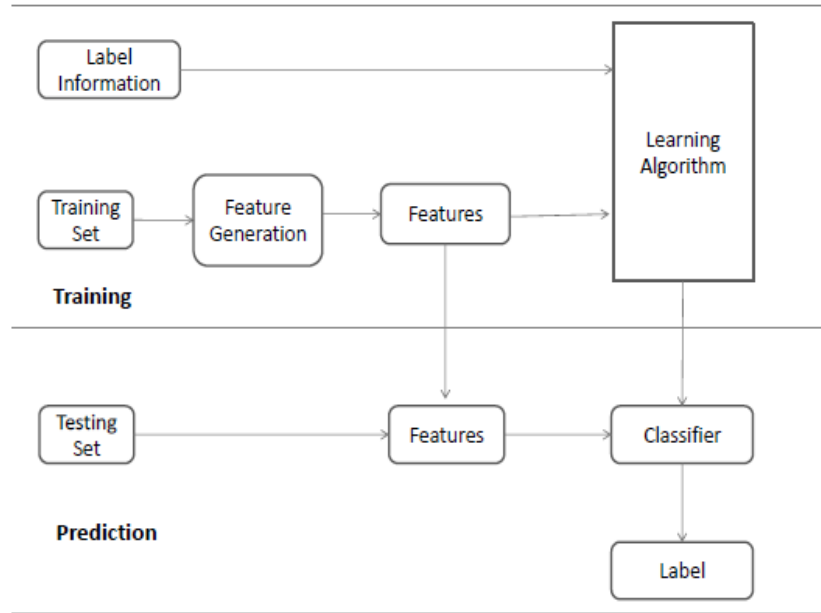 Label
Information
Learning
Algorithm
Training
Set
Feature
Generation
Features
Training
Testing
Set
Features
Classifier
Prediction
Label